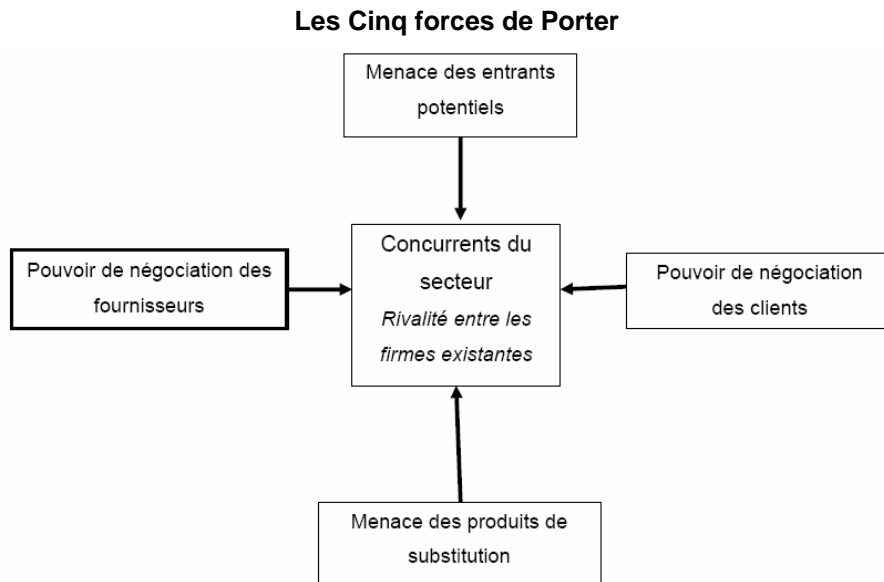 Les Cinq forces de Porter
Menace des entrants
potentiels
Pouvoir de négociation des
fournisseurs
Concurrents du
secteur
Rivalité entre les
firmes existantes
Pouvoir de négociation
des clients
Menace des produits de
substitution